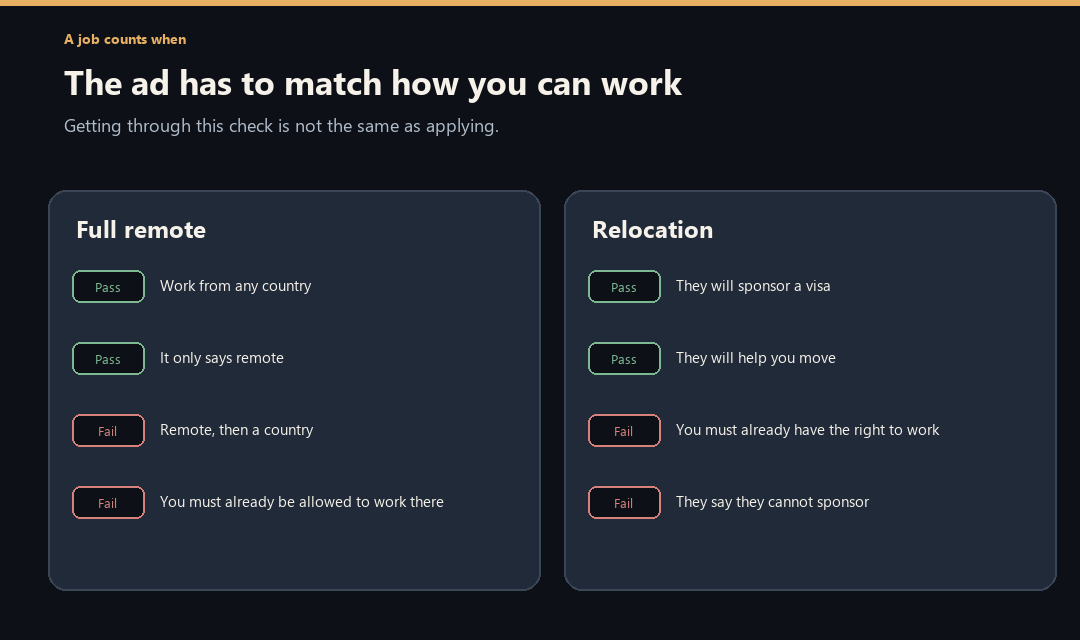 A job counts when
The ad has to match how you can work
Getting through this check is not the same as applying.
Full remote
Pass Work from any country
Pass It only says remote
Fail Remote, then a country
Fail You must already be allowed to work there
Relocation
Pass They will sponsor a visa
Pass They will help you move
Fail You must already have the right to work
Fail They say they cannot sponsor